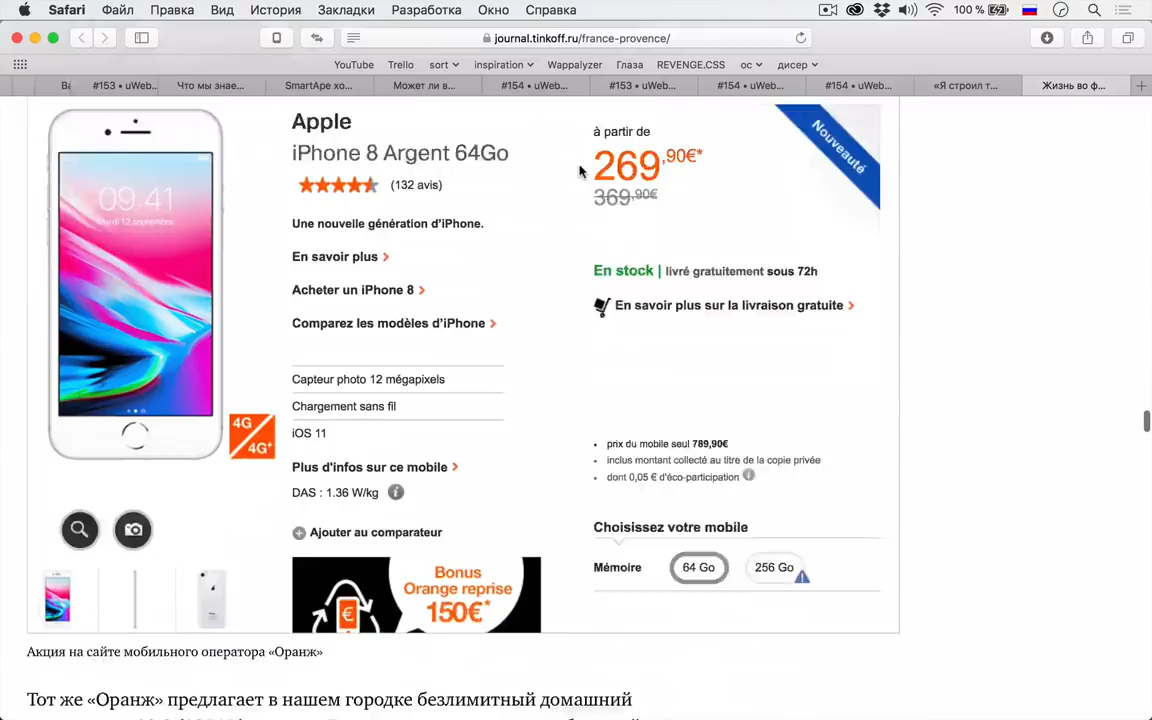 Safari Файл Правка Вид История Закладки Разработка Окно Справка 100 %
journal.tinkoff.ru/france-provence/
YouTube Trello sort inspiration Wappalyzer Глаза REVENGE.CSS ос дисер
Ва #153 • uWeb... Что мы знае... SmartApe хо... Может ли в... #154 • uWeb... #153 • uWeb... #154 • uWeb... #154 • uWeb... «Я строил т... Жизнь во ф...
Apple
iPhone 8 Argent 64Go
(132 avis)
Une nouvelle génération d'iPhone.
En savoir plus
Acheter un iPhone 8
Comparez les modèles d'iPhone
Capteur photo 12 mégapixels
Chargement sans fil
iOS 11
Plus d'infos sur ce mobile
DAS : 1.36 W/kg
Ajouter au comparateur
09:41
Mardi 12 septembre
4G
4G+
Bonus
Orange reprise
150€*
à partir de
269,90€*
369,90€
Nouveauté
En stock | livré gratuitement sous 72h
En savoir plus sur la livraison gratuite
• prix du mobile seul 789,90€
• inclus montant collecté au titre de la copie privée
• dont 0,05 € d'éco-participation
Choisissez votre mobile
Mémoire 64 Go 256 Go
Акция на сайте мобильного оператора «Оранж»
Тот же «Оранж» предлагает в нашем городке безлимитный домашний